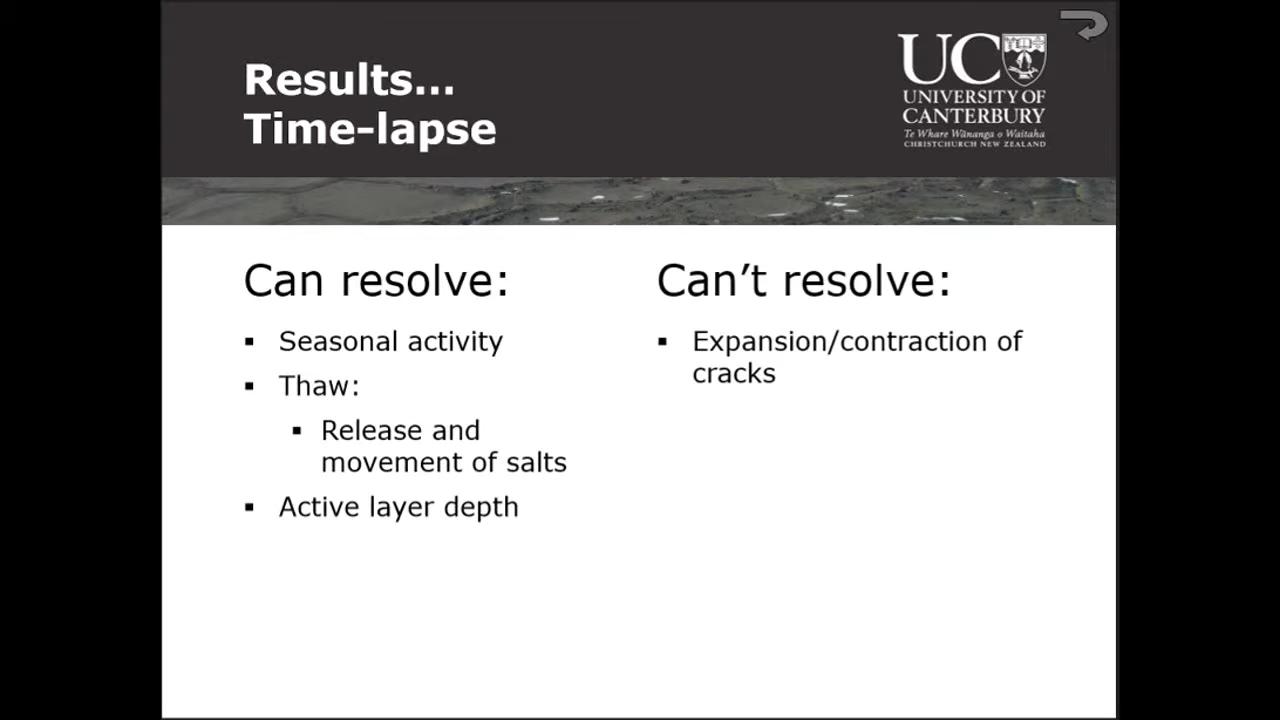 Results...
Time-lapse
UC
UNIVERSITY OF
CANTERBURY
Te Whare Wānanga o Waitaha
CHRISTCHURCH NEW ZEALAND
Can resolve:
▪ Seasonal activity
▪ Thaw:
▪ Release and
movement of salts
▪ Active layer depth
Can’t resolve:
▪ Expansion/contraction of
cracks